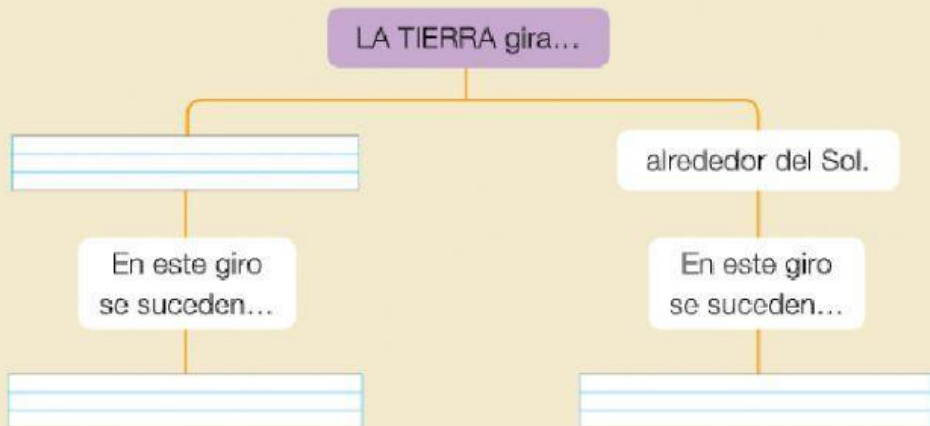 LA TIERRA gira...
alrededor del Sol.
En este giro
se suceden...
En este giro
se suceden...